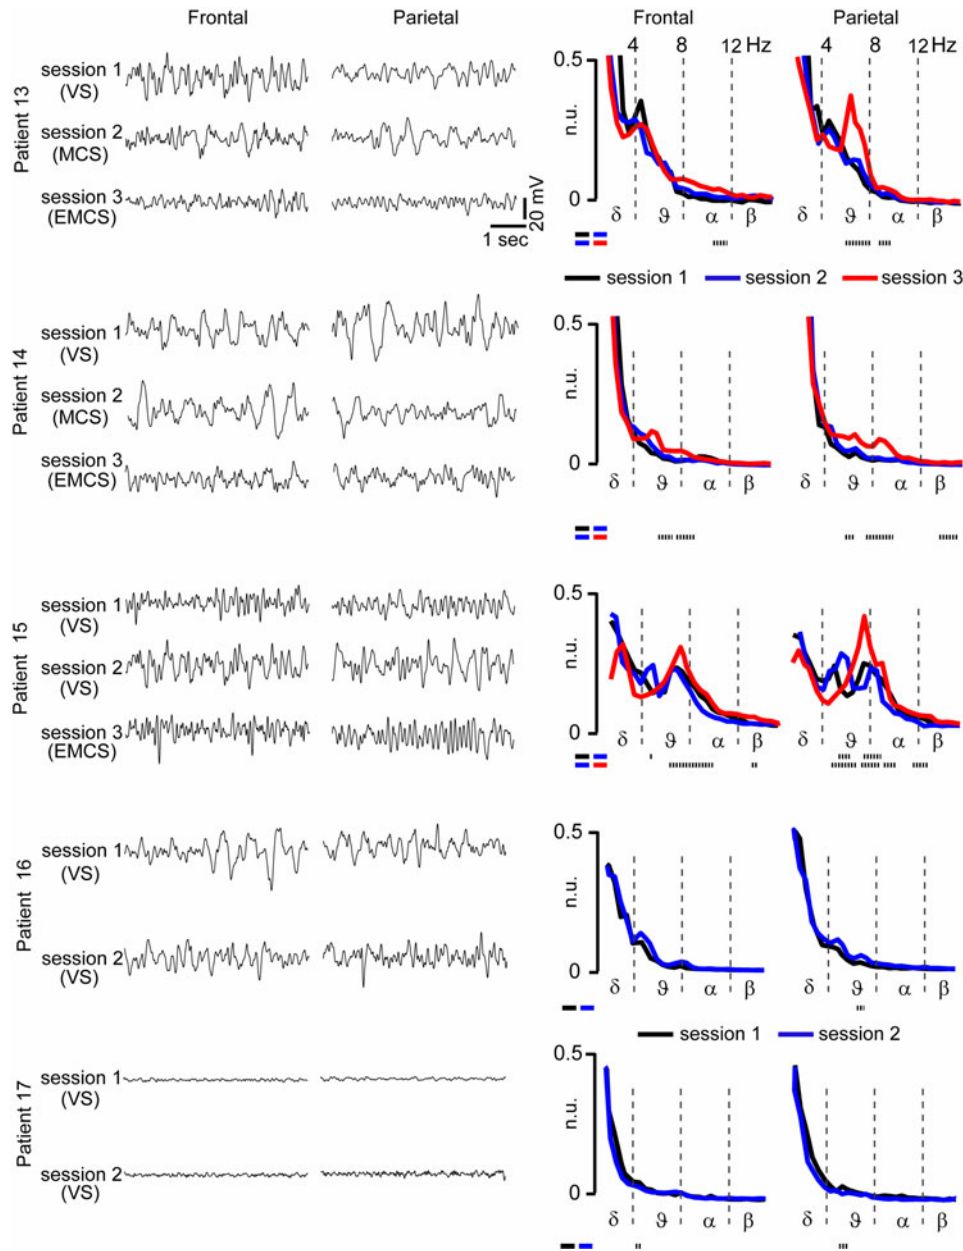 Frontal Parietal Frontal Parietal
4 8 12 Hz 4 8 12 Hz
Patient 13
session 1
(VS)
session 2
(MCS)
session 3
(EMCS)
20 mV
1 sec
0.5
n.u.
0
δ ϑ α β δ ϑ α β
session 1 session 2 session 3
Patient 14
session 1
(VS)
session 2
(MCS)
session 3
(EMCS)
0.5
n.u.
0
δ ϑ α β δ ϑ α β
Patient 15
session 1
(VS)
session 2
(VS)
session 3
(EMCS)
0.5
n.u.
0
δ ϑ α β δ ϑ α β
Patient 16
session 1
(VS)
session 2
(VS)
0.5
n.u.
0
δ ϑ α β δ ϑ α β
session 1 session 2
Patient 17
session 1
(VS)
session 2
(VS)
0.5
n.u.
0
δ ϑ α β δ ϑ α β